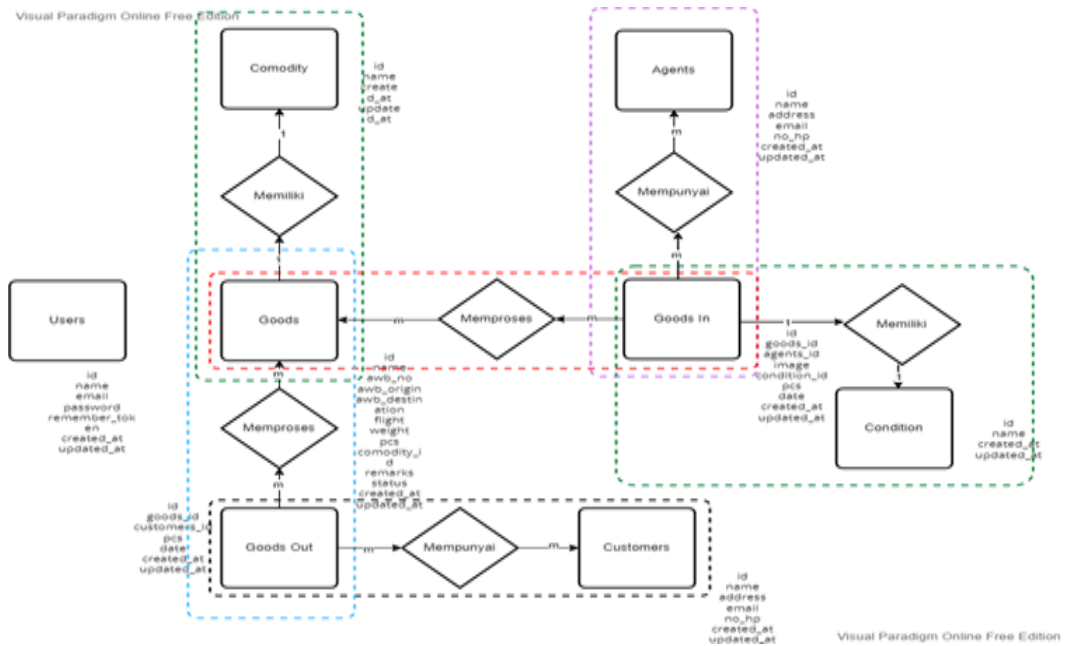 Visual Paradigm Online Free Edition
Comodity
id
name
create
d_at
update
d_at
Agents
id
name
address
email
no_hp
created_at
updated_at
1
m
Memiliki
Mempunyai
1
m
Users
id
name
email
password
remember_tok
en
created_at
updated_at
Goods
m
Memproses
m
Goods In
1
Memiliki
id
goods_id
agents_id
image
condition_id
pcs
date
created_at
updated_at
1
Condition
id
name
created_at
updated_at
id
name
awb_no
awb_origin
awb_destin
ation
flight
weight
pcs
comodity_i
d
remarks
status
created_at
updated_at
m
Memproses
m
id
goods_id
customers_id
pcs
date
created_at
updated_at
Goods Out
m
Mempunyai
m
Customers
id
name
address
email
no_hp
created_at
updated_at
Visual Paradigm Online Free Edition